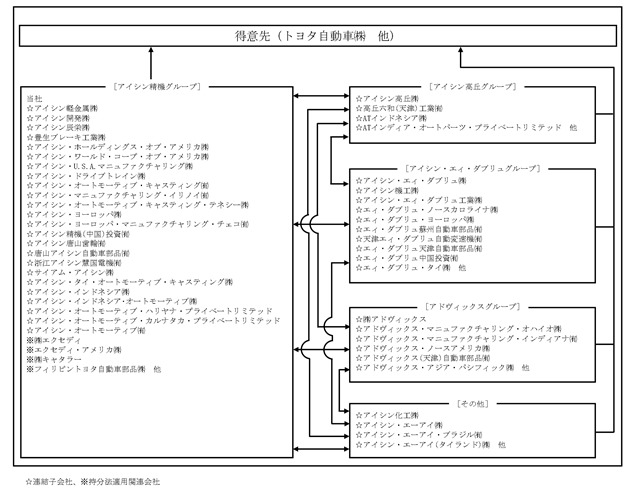 得意先（トヨタ自動車㈱　他）
［アイシン精機グループ］
当社
☆アイシン軽金属㈱
☆アイシン開発㈱
☆アイシン辰栄㈱
☆豊生ブレーキ工業㈱
☆アイシン・ホールディングス・オブ・アメリカ㈱
☆アイシン・ワールド・コープ・オブ・アメリカ㈱
☆アイシン・U.S.A.マニュファクチャリング㈱
☆アイシン・ドライブトレイン㈱
☆アイシン・オートモーティブ・キャスティング㈲
☆アイシン・マニュファクチャリング・イリノイ㈲
☆アイシン・オートモーティブ・キャスティング・テネシー㈱
☆アイシン・ヨーロッパ㈱
☆アイシン・ヨーロッパ・マニュファクチャリング・チェコ㈲
☆アイシン精機（中国）投資㈲
☆アイシン唐山歯輪㈲
☆唐山アイシン自動車部品㈲
☆浙江アイシン慧国電機㈲
☆サイアム・アイシン㈱
☆アイシン・タイ・オートモーティブ・キャスティング㈱
☆アイシン・インドネシア㈱
☆アイシン・インドネシア・オートモーティブ㈱
☆アイシン・オートモーティブ・ハリヤナ・プライベートリミテッド
☆アイシン・オートモーティブ・カルナタカ・プライベートリミテッド
☆アイシン・オートモーティブ㈲
※㈱エクセディ
※エクセディ・アメリカ㈱
※㈱キャタラー
※フィリピントヨタ自動車部品㈱　他
［アイシン高丘グループ］
☆アイシン高丘㈱
☆高丘六和（天津）工業㈲
☆ATインドネシア㈱
☆ATインディア・オートパーツ・プライベートリミテッド　他
［アイシン・エィ・ダブリュグループ］
☆アイシン・エィ・ダブリュ㈱
☆アイシン機工㈱
☆アイシン・エィ・ダブリュ工業㈱
☆エィ・ダブリュ・ノースカロライナ㈱
☆エィ・ダブリュ・ヨーロッパ㈱
☆エィ・ダブリュ蘇州自動車部品㈲
☆天津エィ・ダブリュ自動変速機㈲
☆エィ・ダブリュ天津自動車部品㈲
☆エィ・ダブリュ中国投資㈲
☆エィ・ダブリュ・タイ㈱　他
［アドヴィックスグループ］
☆㈱アドヴィックス
☆アドヴィックス・マニュファクチャリング・オハイオ㈱
☆アドヴィックス・マニュファクチャリング・インディアナ㈲
☆アドヴィックス・ノースアメリカ㈱
☆アドヴィックス（天津）自動車部品㈲
☆アドヴィックス・アジア・パシフィック㈱　他
［その他］
☆アイシン化工㈱
☆アイシン・エーアイ㈱
☆アイシン・エーアイ・ブラジル㈲
☆アイシン・エーアイ（タイランド）㈱　他
☆連結子会社、※持分法適用関連会社